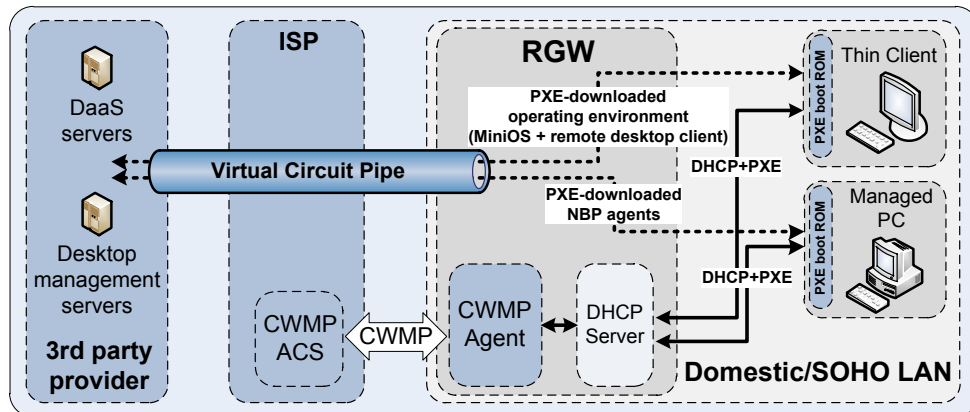 DaaS
servers
Desktop
management
servers
3rd party
provider
ISP
Virtual Circuit Pipe
CWMP
ACS
CWMP
RGW
PXE-downloaded
operating environment
(MiniOS + remote desktop client)
PXE-downloaded
NBP agents
CWMP
Agent
DHCP
Server
DHCP+PXE
DHCP+PXE
PXE boot ROM
Thin Client
PXE boot ROM
Managed
PC
Domestic/SOHO LAN